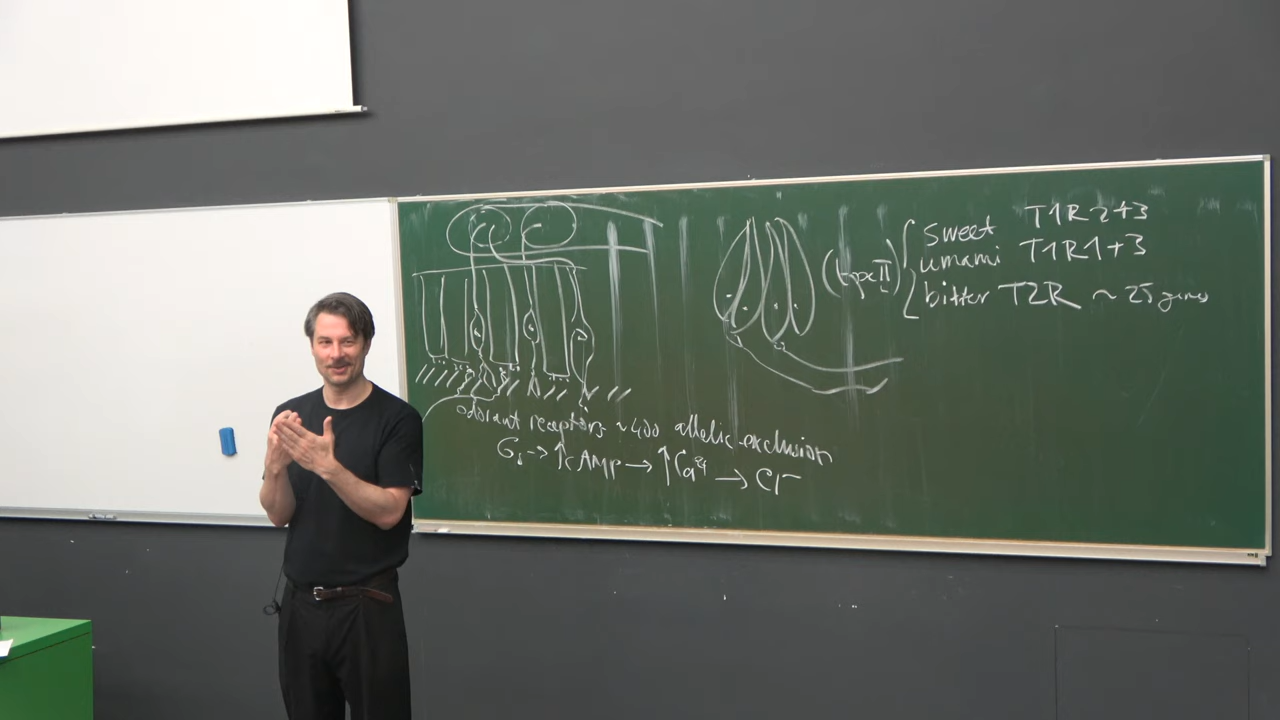 odorant receptors ~400 allelic exclusion
→ ↑cAMP → ↑Ca²⁺ → Cl⁻
(type II)
sweet T1R2+3
umami T1R1+3
bitter T2R ~ 25 genes